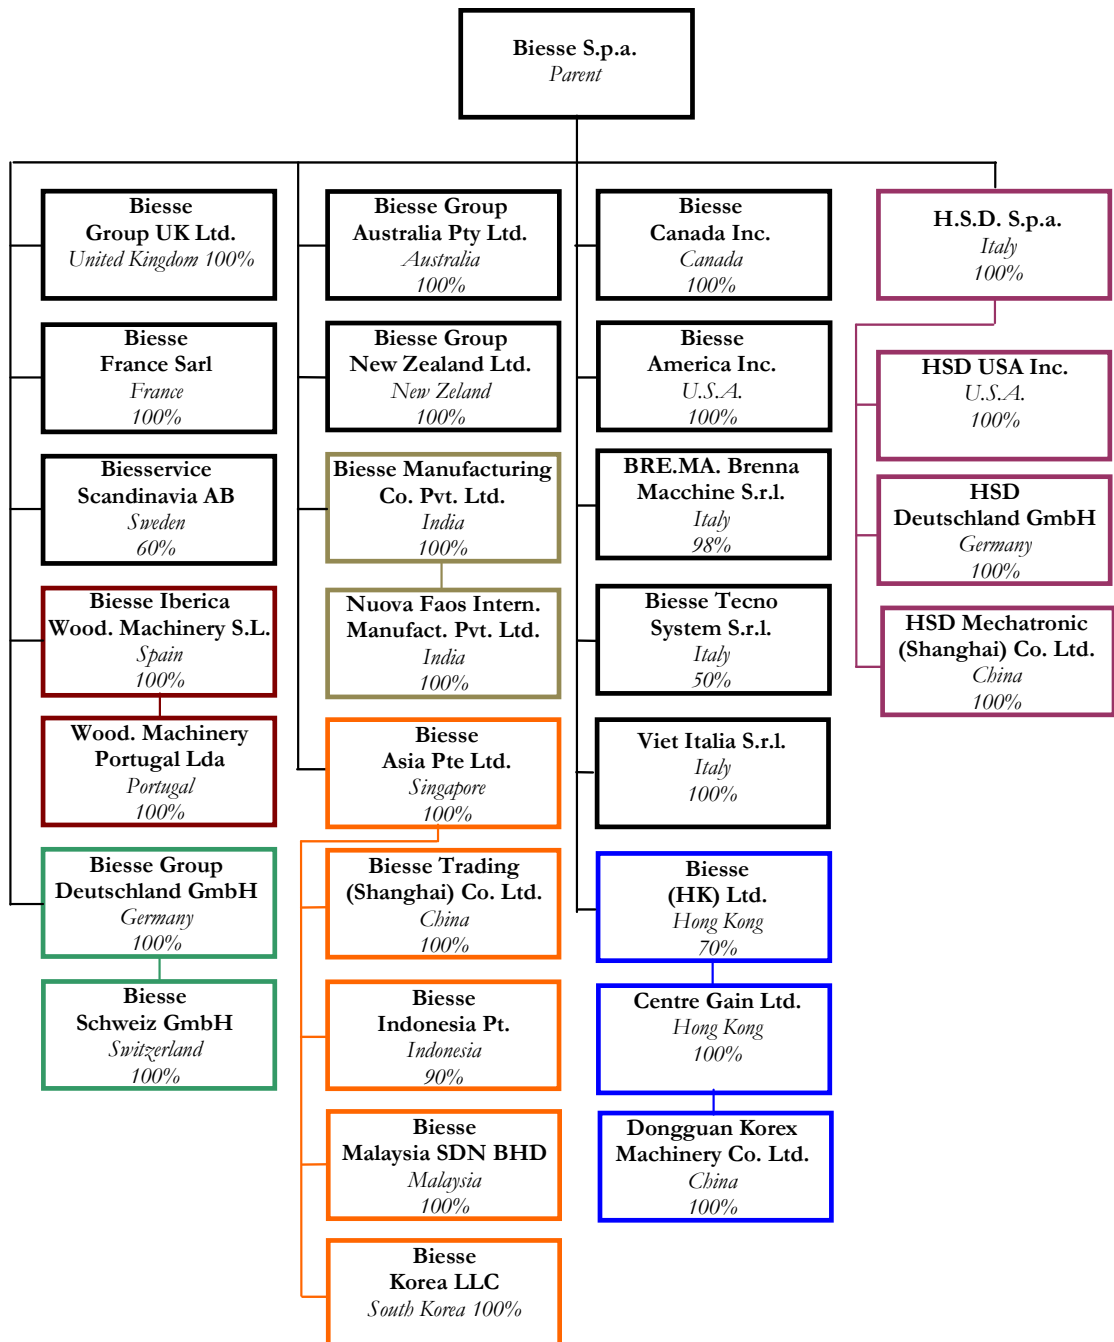 Biesse S.p.a.
Parent
Biesse
Group UK Ltd.
United Kingdom 100%
Biesse
France Sarl
France
100%
Biesservice
Scandinavia AB
Sweden
60%
Biesse Iberica
Wood. Machinery S.L.
Spain
100%
Wood. Machinery
Portugal Lda
Portugal
100%
Biesse Group
Deutschland GmbH
Germany
100%
Biesse
Schweiz GmbH
Switzerland
100%
Biesse Group
Australia Pty Ltd.
Australia
100%
Biesse Group
New Zealand Ltd.
New Zeland
100%
Biesse Manufacturing
Co. Pvt. Ltd.
India
100%
Nuova Faos Intern.
Manufact. Pvt. Ltd.
India
100%
Biesse
Asia Pte Ltd.
Singapore
100%
Biesse Trading
(Shanghai) Co. Ltd.
China
100%
Biesse
Indonesia Pt.
Indonesia
90%
Biesse
Malaysia SDN BHD
Malaysia
100%
Biesse
Korea LLC
South Korea 100%
Biesse
Canada Inc.
Canada
100%
Biesse
America Inc.
U.S.A.
100%
BRE.MA. Brenna
Macchine S.r.l.
Italy
98%
Biesse Tecno
System S.r.l.
Italy
50%
Viet Italia S.r.l.
Italy
100%
Biesse
(HK) Ltd.
Hong Kong
70%
Centre Gain Ltd.
Hong Kong
100%
Dongguan Korex
Machinery Co. Ltd.
China
100%
H.S.D. S.p.a.
Italy
100%
HSD USA Inc.
U.S.A.
100%
HSD
Deutschland GmbH
Germany
100%
HSD Mechatronic
(Shanghai) Co. Ltd.
China
100%